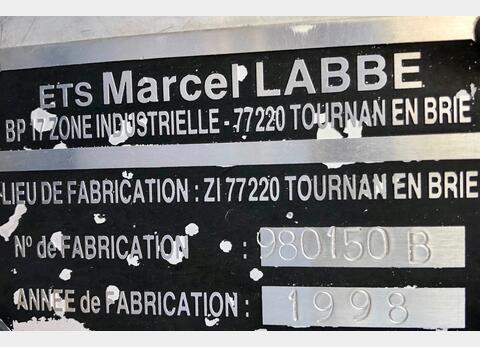 ETS Marcel LABBE
BP 17 ZONE INDUSTRIELLE - 77220 TOURNAN EN BRIE
-LIEU DE FABRICATION : ZI 77220 TOURNAN EN BRIE
N° de FABRICATION : 980150 B
ANNEE de FABRICATION : 1998